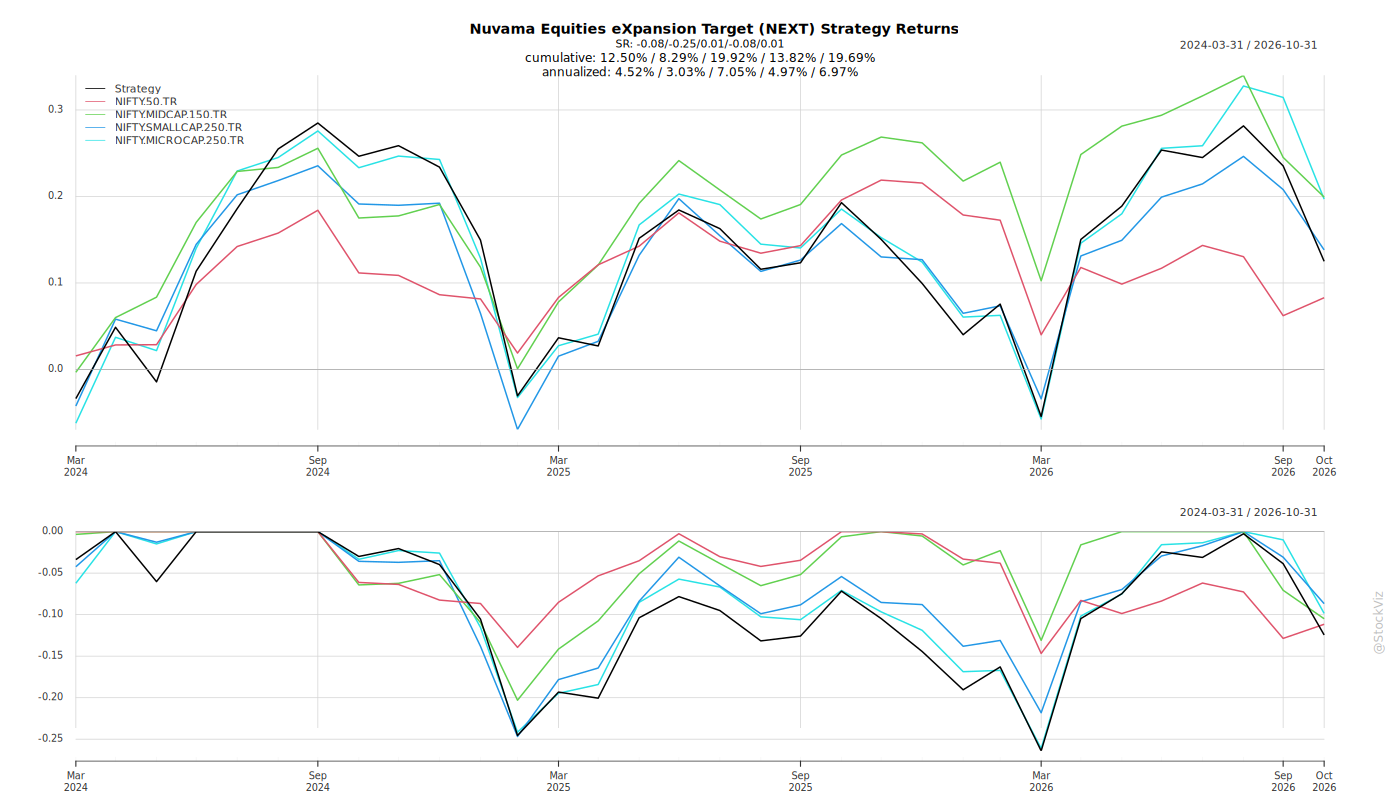 Nuvama Equities eXpansion Target (NEXT) Strategy Returns
SR: -0.08/-0.25/0.01/-0.08/0.01
cumulative: 12.50% / 8.29% / 19.92% / 13.82% / 19.69%
annualized: 4.52% / 3.03% / 7.05% / 4.97% / 6.97%
2024-03-31 / 2026-10-31
Strategy
NIFTY.50.TR
NIFTY.MIDCAP.150.TR
NIFTY.SMALLCAP.250.TR
NIFTY.MICROCAP.250.TR
0.3
0.2
0.1
0.0
Mar Sep Mar Sep Mar Sep Oct
2024 2024 2025 2025 2026 2026 2026
2024-03-31 / 2026-10-31
0.00
-0.05
-0.10
-0.15
-0.20
-0.25
Mar Sep Mar Sep Mar Sep Oct
2024 2024 2025 2025 2026 2026 2026
@StockViz